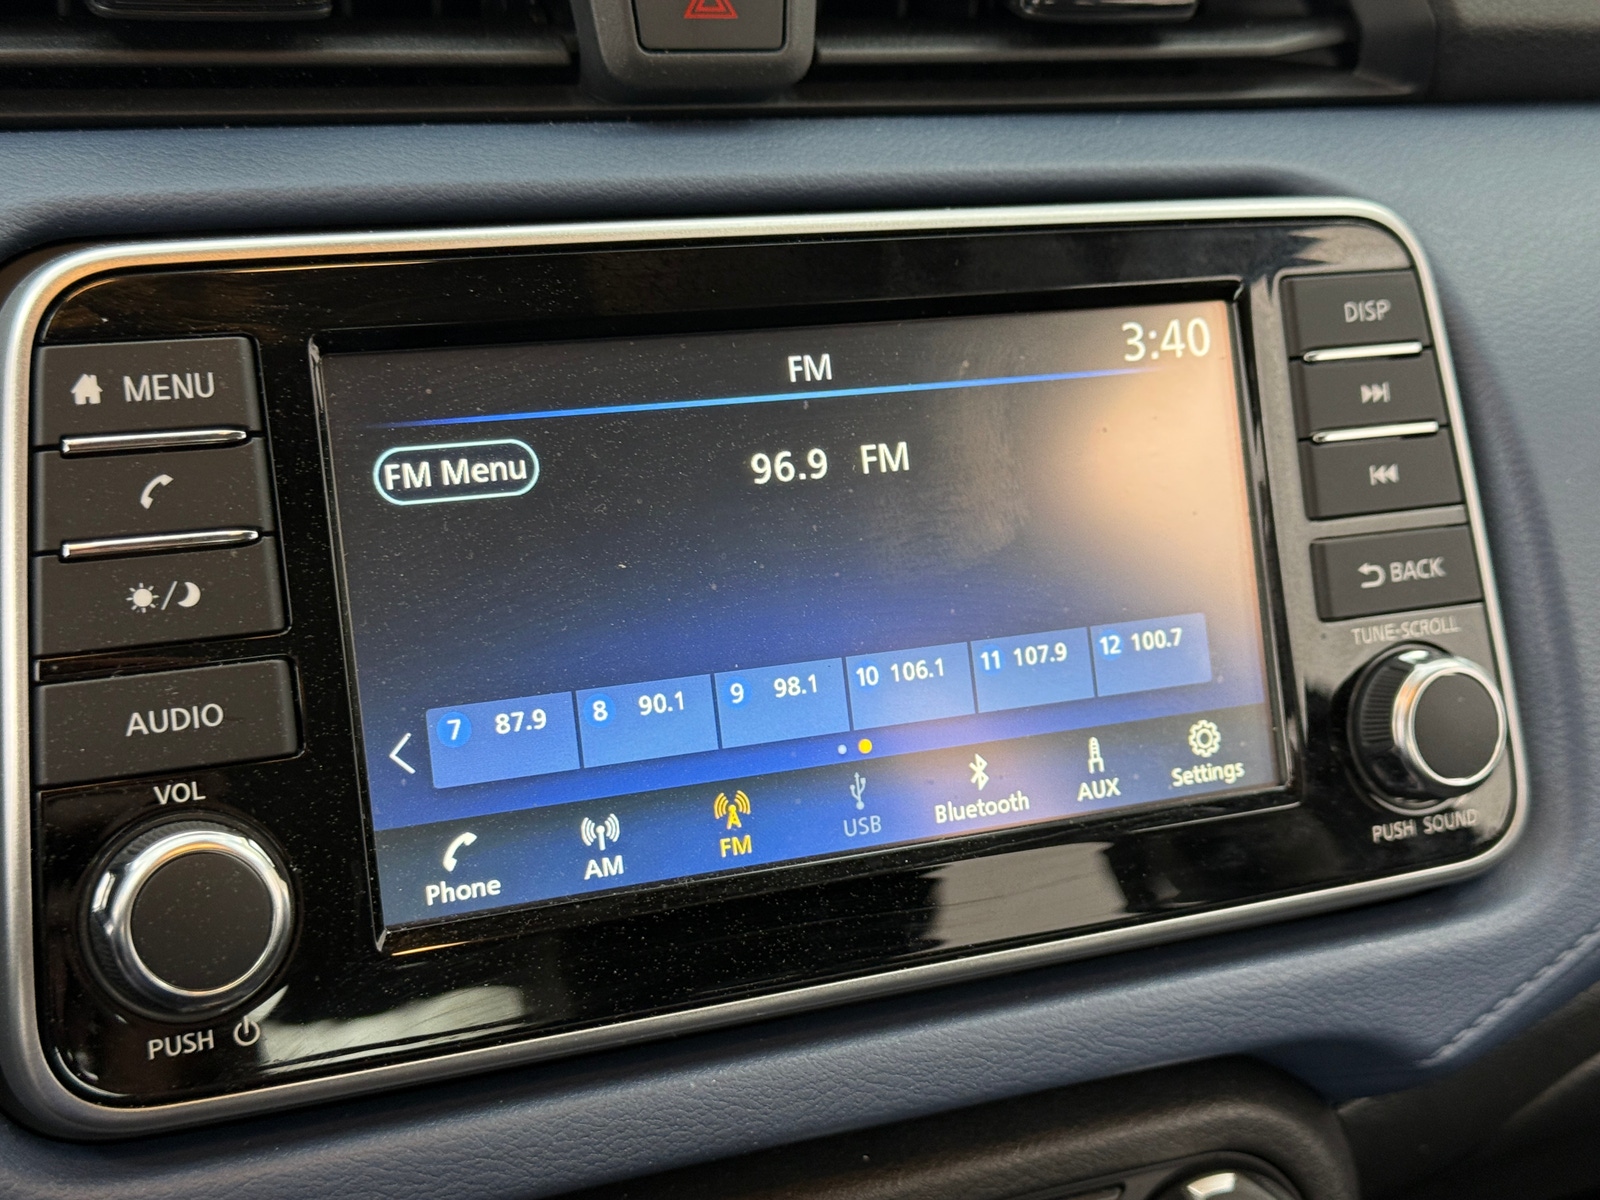 MENU
AUDIO
VOL
PUSH
FM
3:40
FM Menu
96.9 FM
7 87.9
8 90.1
9 98.1
10 106.1
11 107.9
12 100.7
Phone
AM
FM
USB
Bluetooth
AUX
Settings
DISP
BACK
TUNE·SCROLL
PUSH SOUND